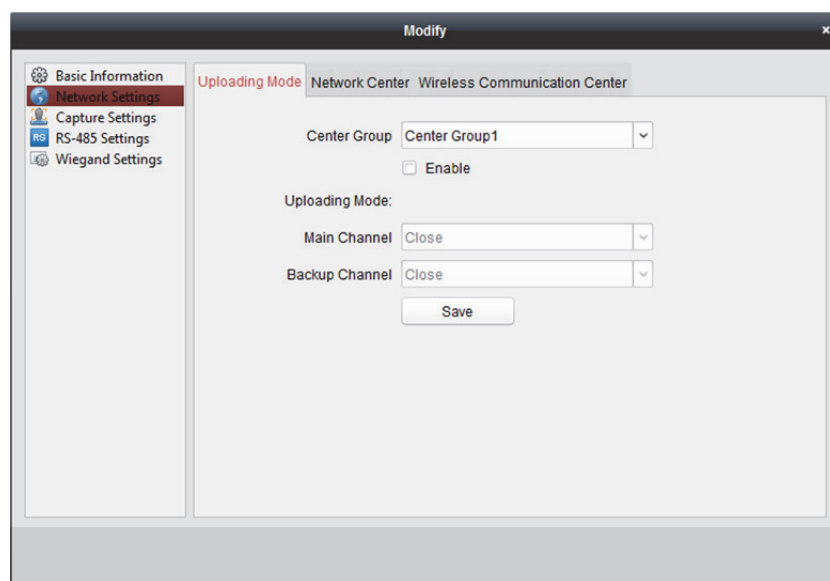 Modify
×
Basic Information
Network Settings
Capture Settings
RS RS-485 Settings
Wiegand Settings
Uploading Mode Network Center Wireless Communication Center
Center Group Center Group1
Enable
Uploading Mode:
Main Channel Close
Backup Channel Close
Save